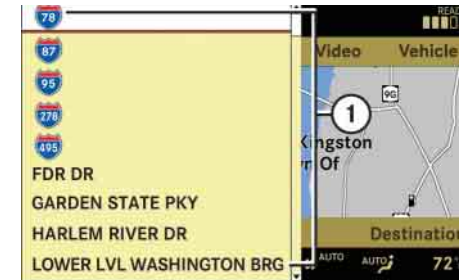 78
87
95
278
495
FDR DR
GARDEN STATE PKY
HARLEM RIVER DR
LOWER LVL WASHINGTON BRG
READ
Video Vehicle
9G
1
Kingston
n Of
Destination
AUTO AUTO 72°